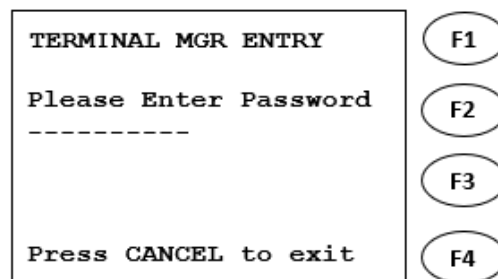 TERMINAL MGR ENTRY
F1
Please Enter Password
F2
----------
F3
Press CANCEL to exit
F4